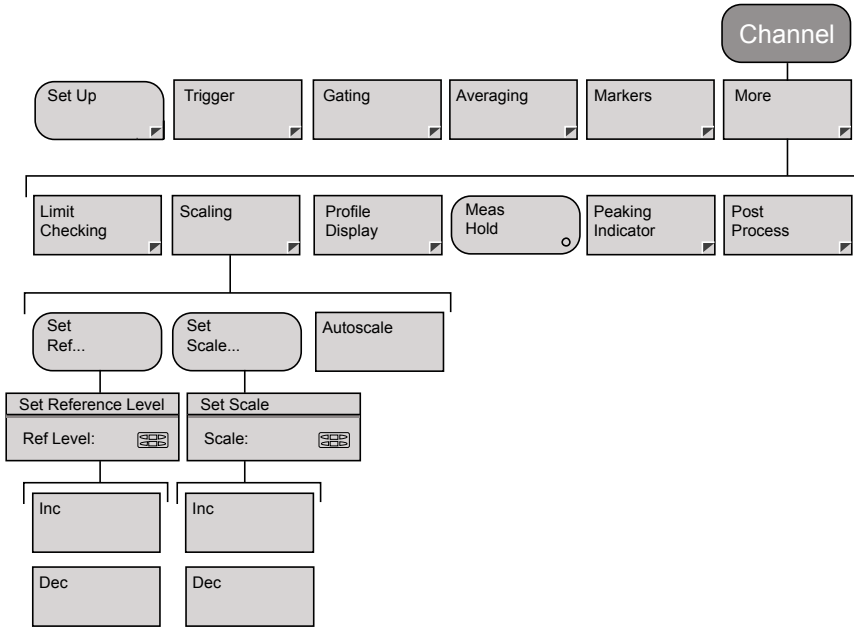 Channel
Set Up
Trigger
Gating
Averaging
Markers
More
Limit
Checking
Scaling
Profile
Display
Meas
Hold
Peaking
Indicator
Post
Process
Set
Ref...
Set
Scale...
Autoscale
Set Reference Level
Ref Level:
Set Scale
Scale:
Inc
Inc
Dec
Dec